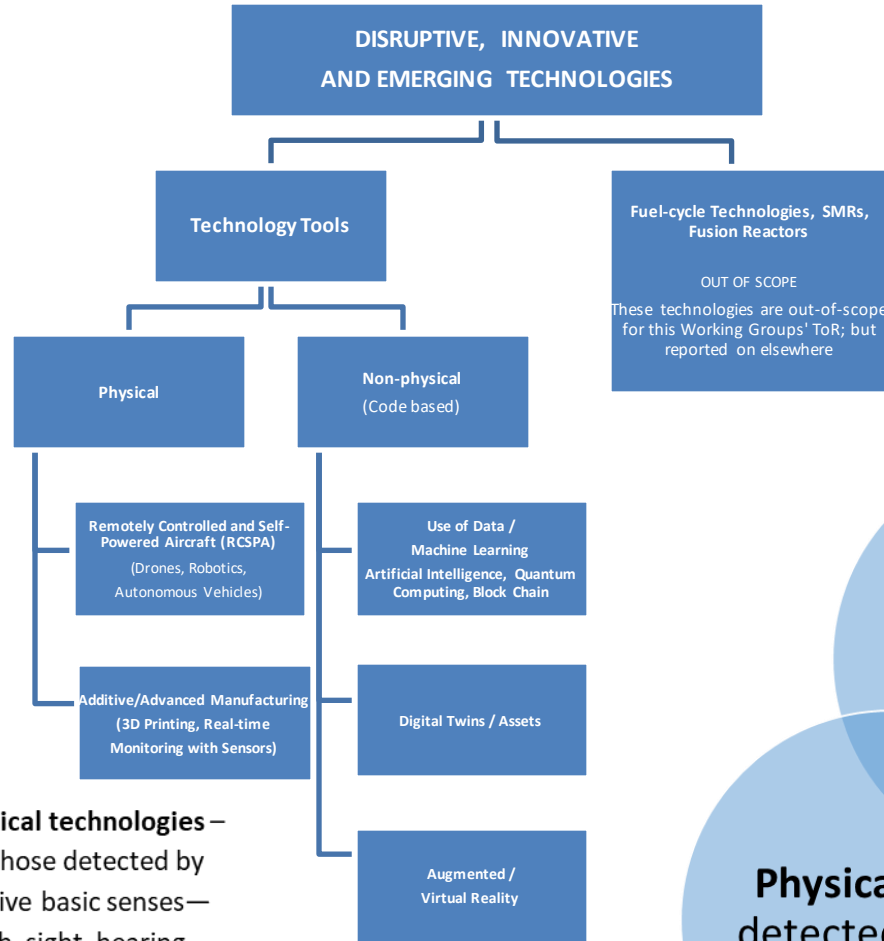 DISRUPTIVE, INNOVATIVE
AND EMERGING TECHNOLOGIES
Technology Tools
Fuel-cycle Technologies, SMRs,
Fusion Reactors
OUT OF SCOPE
These technologies are out-of-scope
for this Working Groups' ToR; but
reported on elsewhere
Physical
Non-physical
(Code based)
Remotely Controlled and Self-
Powered Aircraft (RCSPA)
(Drones, Robotics,
Autonomous Vehicles)
Use of Data /
Machine Learning
Artificial Intelligence, Quantum
Computing, Block Chain
Additive/Advanced Manufacturing
(3D Printing, Real-time
Monitoring with Sensors)
Digital Twins / Assets
Augmented /
Virtual Reality
ical technologies –
hose detected by
ive basic senses—
sight, hearing
Physica
detected